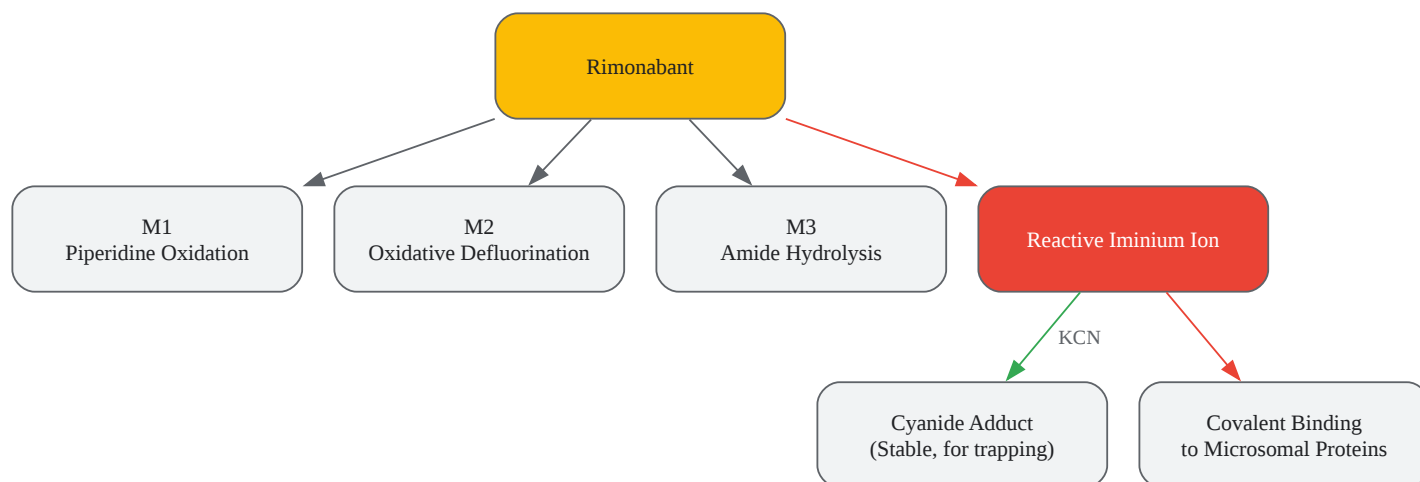 Rimonabant
M1
Piperidine Oxidation
M2
Oxidative Defluorination
M3
Amide Hydrolysis
Reactive Iminium Ion
KCN
Cyanide Adduct
(Stable, for trapping)
Covalent Binding
to Microsomal Proteins